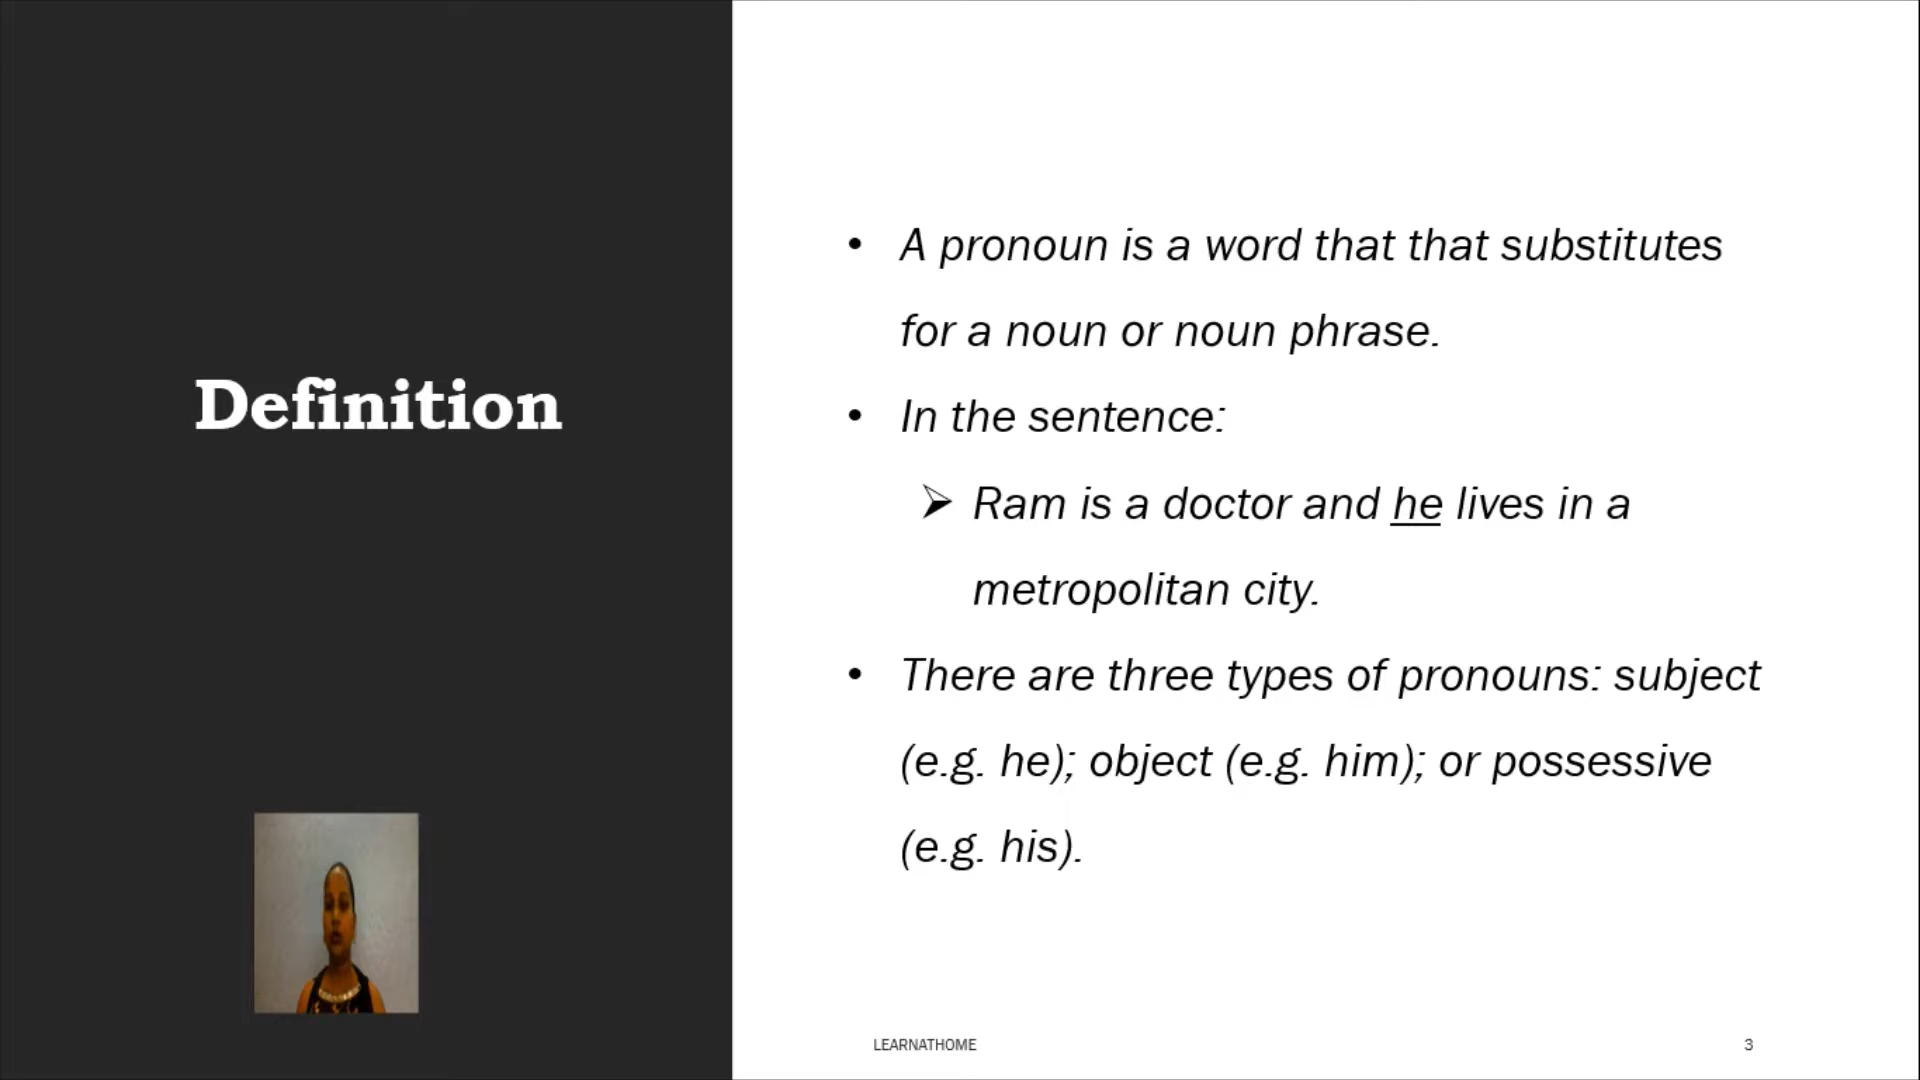 Definition
• A pronoun is a word that that substitutes
for a noun or noun phrase.
• In the sentence:
➢ Ram is a doctor and he lives in a
metropolitan city.
• There are three types of pronouns: subject
(e.g. he); object (e.g. him); or possessive
(e.g. his).
LEARNATHOME
3